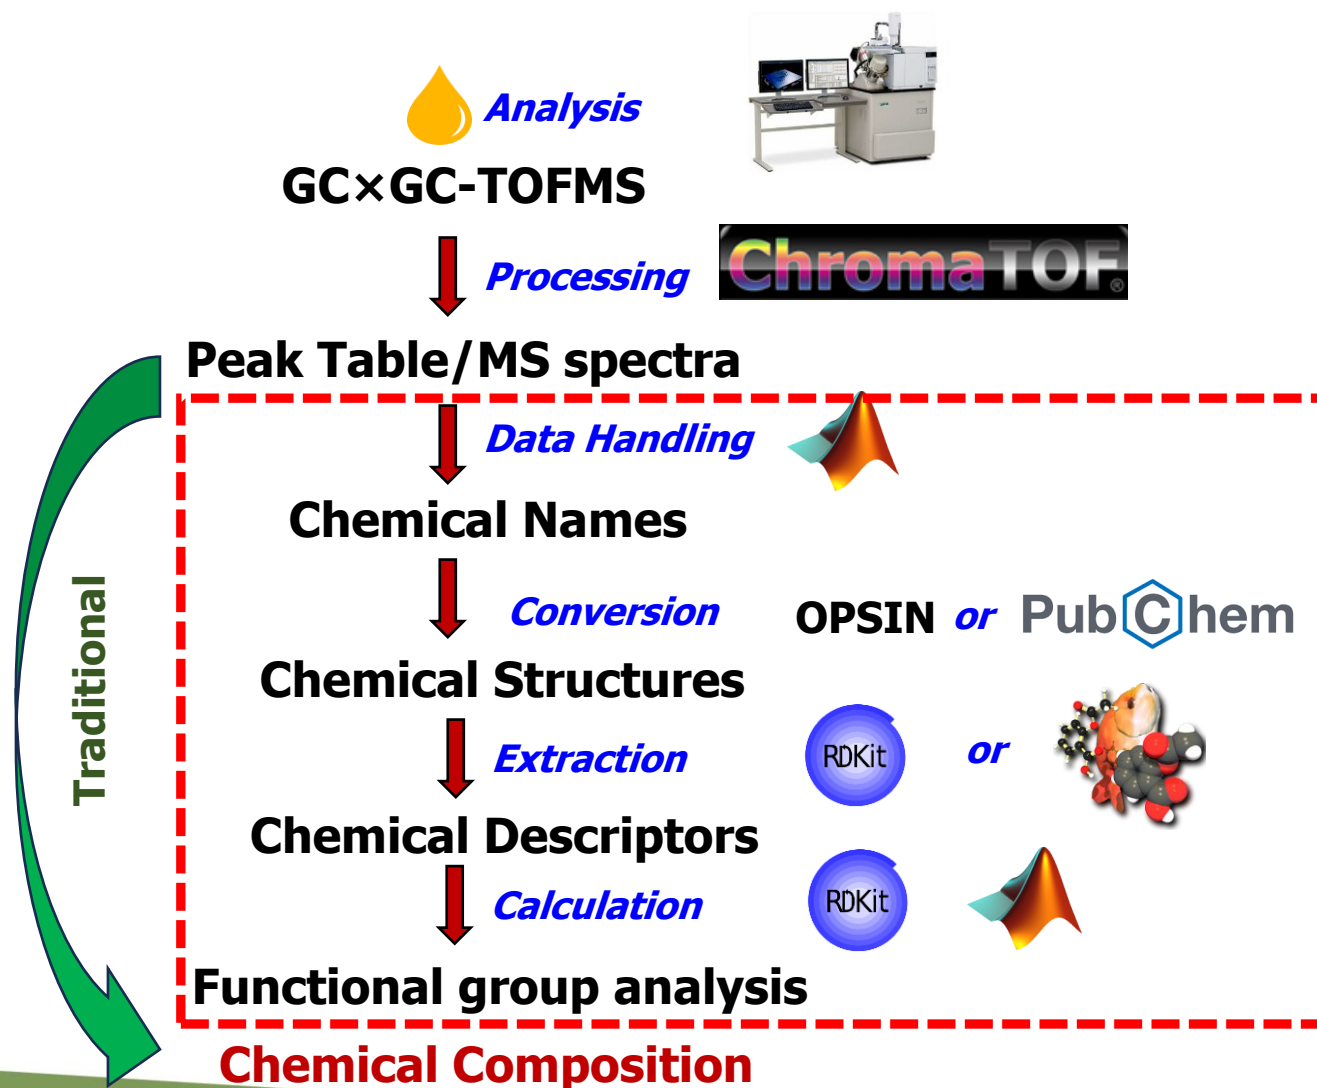 Analysis
GC×GC-TOFMS
Processing
ChromaTOF®
Peak Table/MS spectra
Data Handling
Chemical Names
Conversion
OPSIN or PubChem
Chemical Structures
Extraction
RDKit or
Chemical Descriptors
Calculation
RDKit
Functional group analysis
Chemical Composition
Traditional